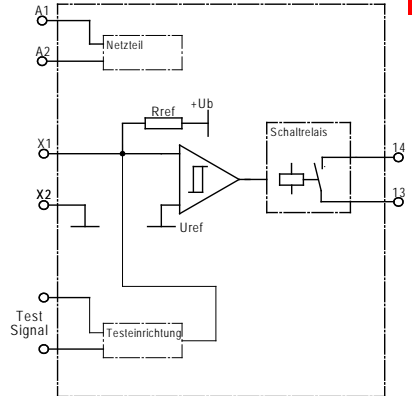 A1
Netzteil
A2
+Ub
Rref
Schaltrelais
X1
14
X2
13
Uref
Test
Signal
Testeinrichtung